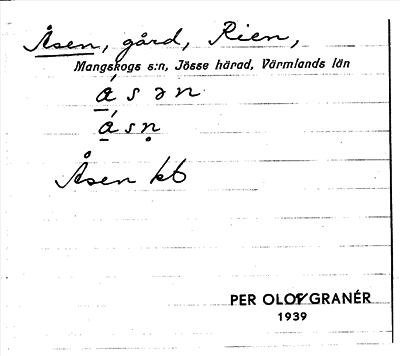 Åsen, gård, Rien,
Mangskogs s:n, Jösse härad, Värmlands län
á̲ s ə n
á̲ s ṇ
Åsen kb
PER OLOF GRANÉR
1939